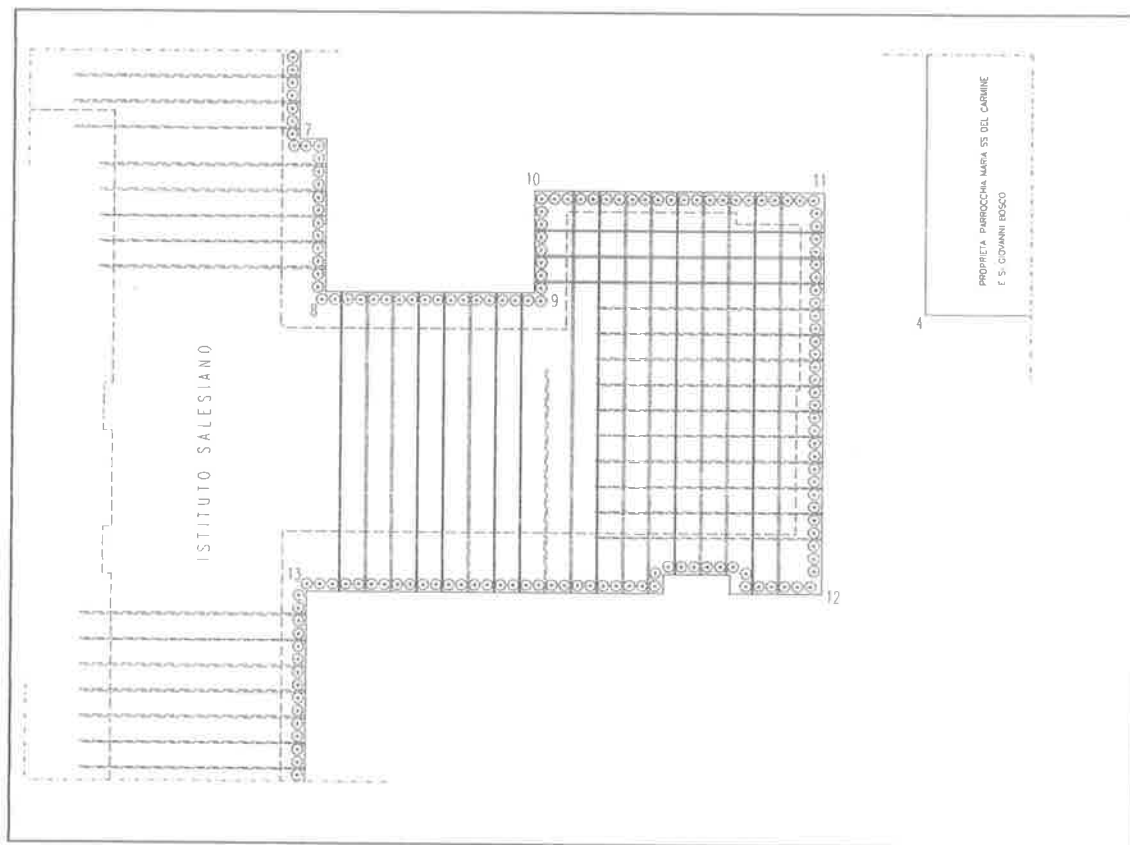 7
10
11
PROPRIETA PARROCCHIA MARIA SS DEL CARMINE
E S. GIOVANNI BOSCO
8
9
4
ISTITUTO SALESIANO
13
12